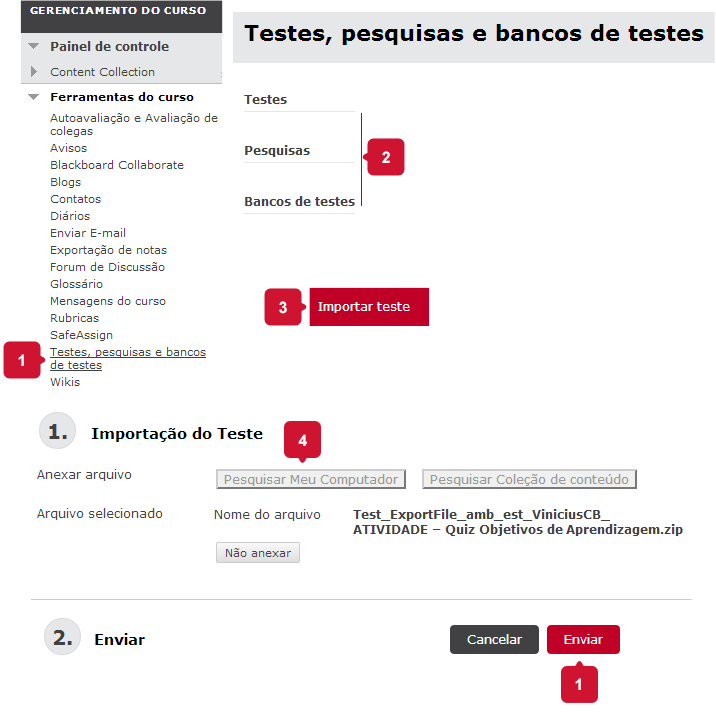 GERENCIAMENTO DO CURSO
Painel de controle
Content Collection
Ferramentas do curso
Autoavaliação e Avaliação de
colegas
Avisos
Blackboard Collaborate
Blogs
Contatos
Diários
Enviar E-mail
Exportação de notas
Forum de Discussão
Glossário
Mensagens do curso
Rubricas
SafeAssign
1
Testes, pesquisas e bancos
de testes
Wikis
Testes, pesquisas e bancos de testes
Testes
Pesquisas
Bancos de testes
2
3
Importar teste
1. Importação do Teste
4
Anexar arquivo
Pesquisar Meu Computador
Pesquisar Coleção de conteúdo
Arquivo selecionado
Nome do arquivo
Test_ExportFile_amb_est_ViniciusCB_
ATIVIDADE – Quiz Objetivos de Aprendizagem.zip
Não anexar
2. Enviar
Cancelar
Enviar
1